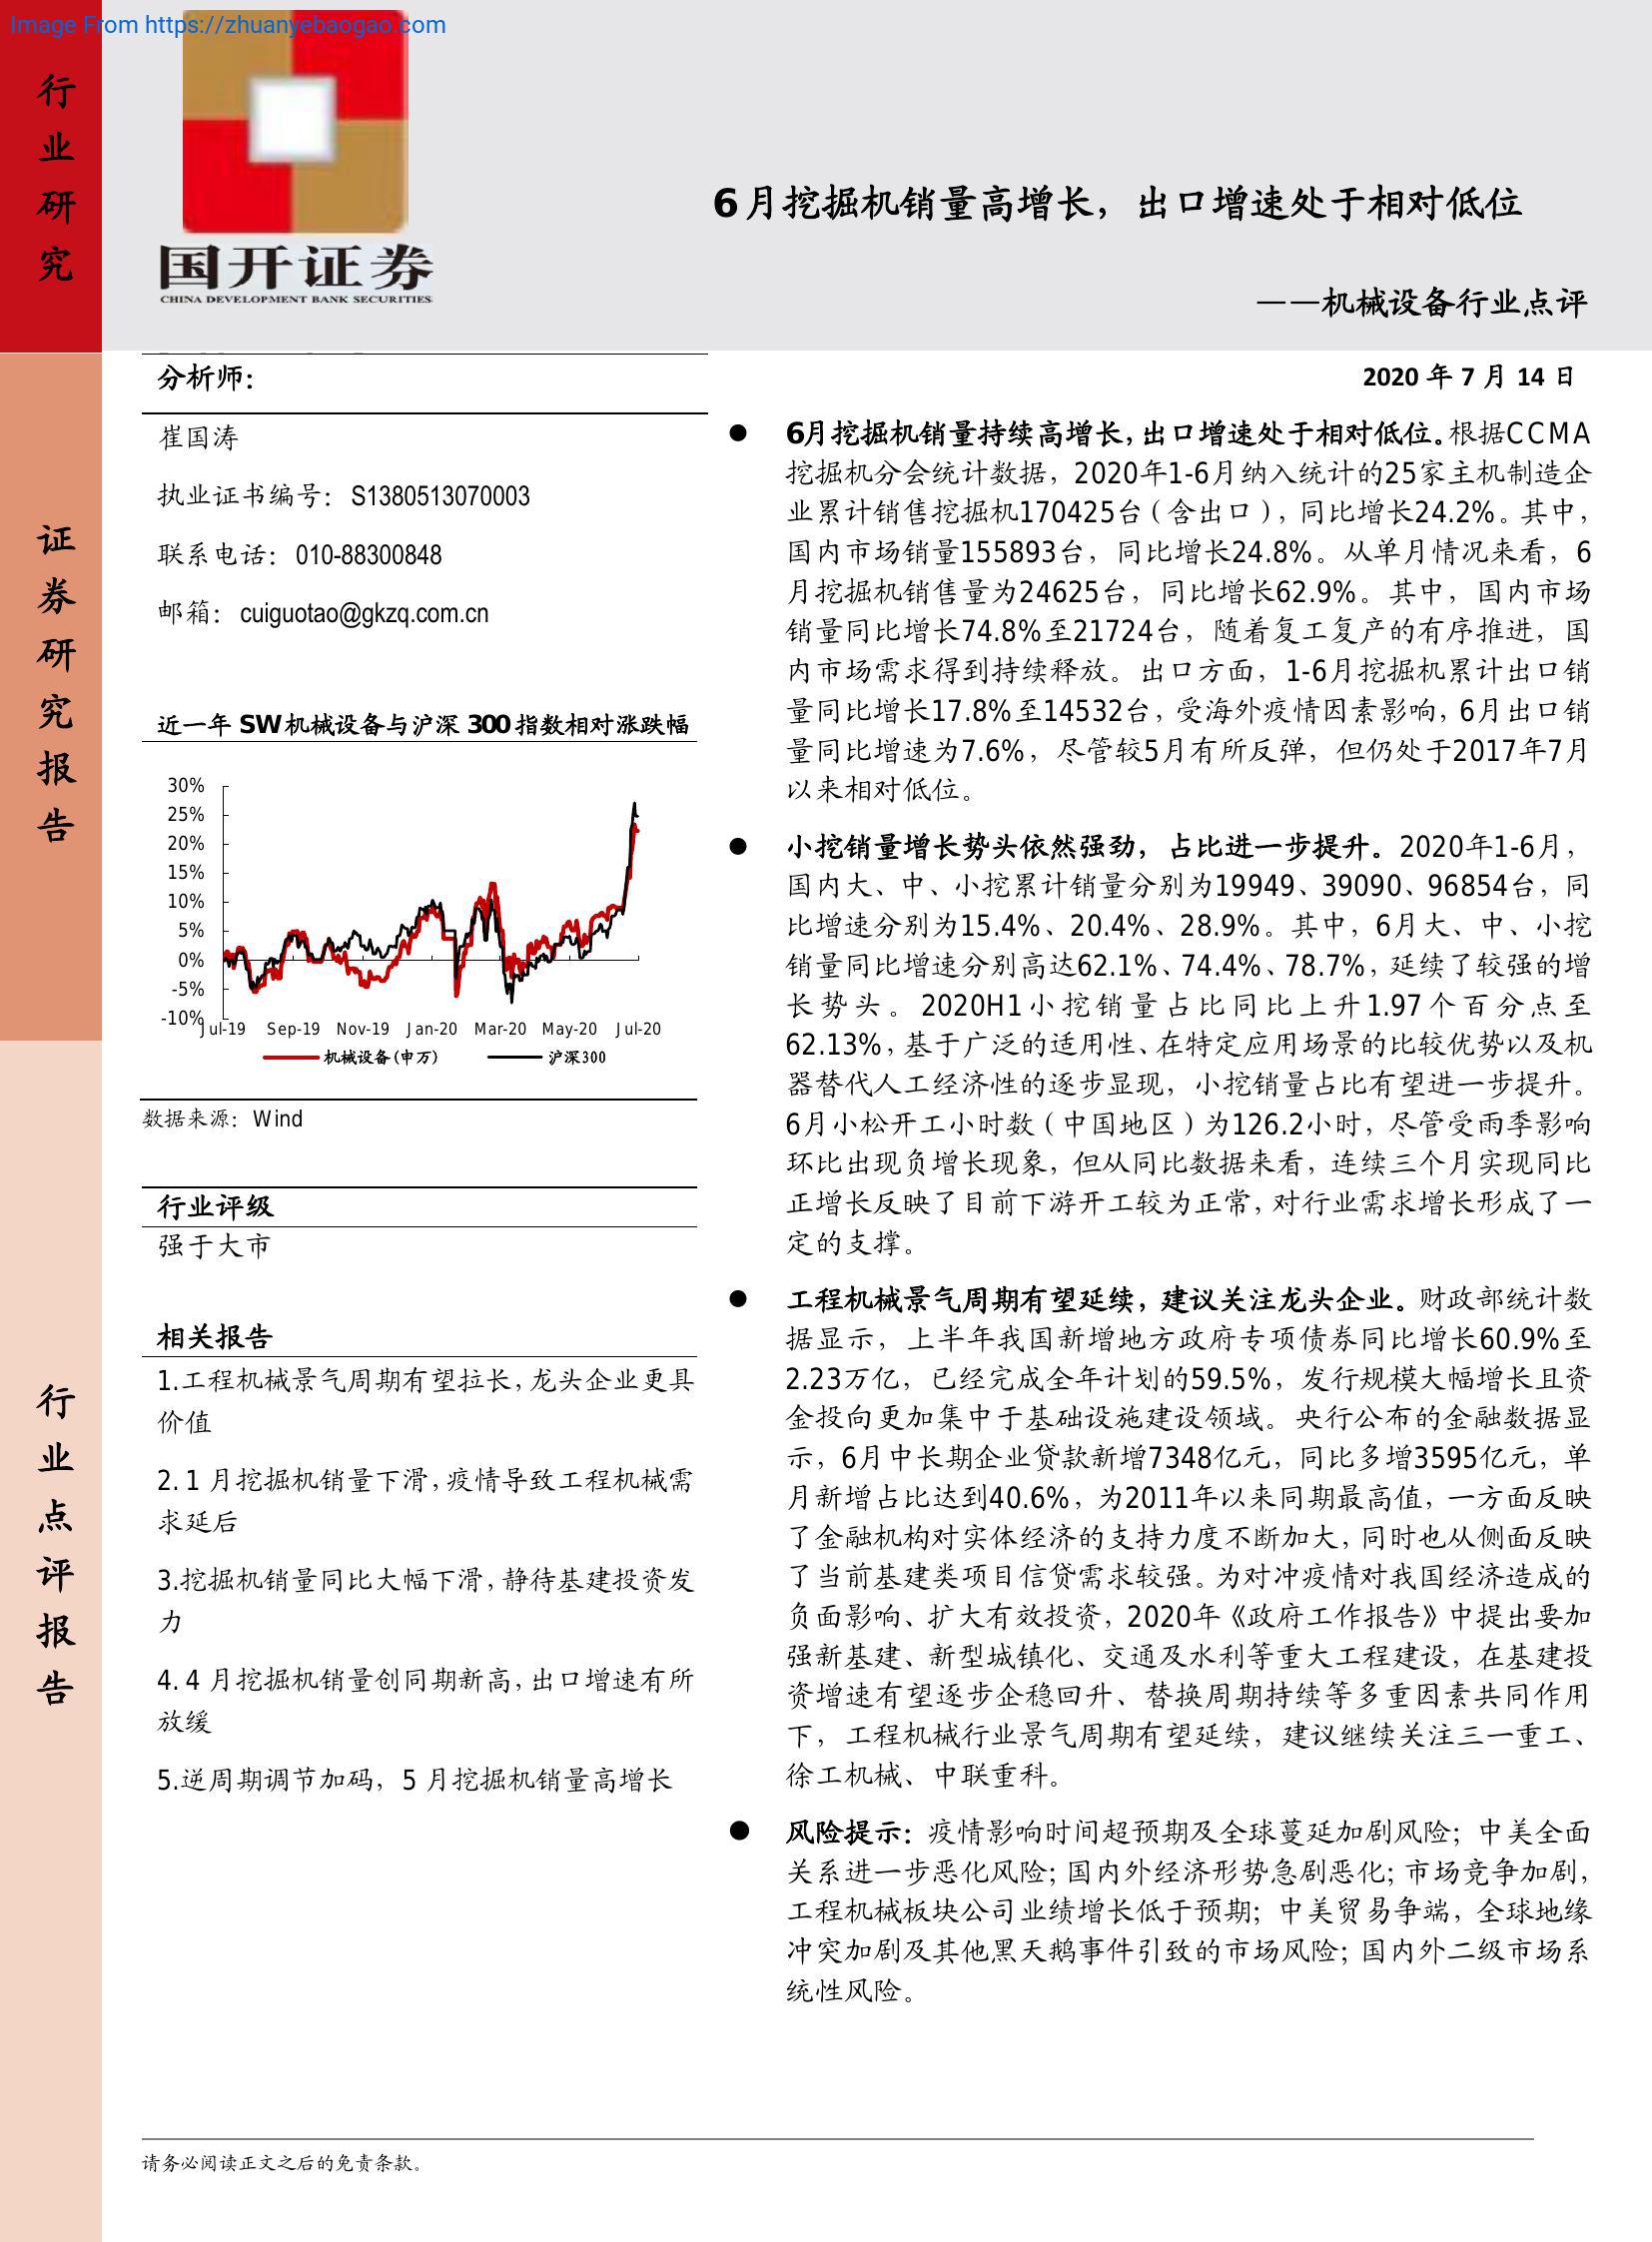 Image From https://zhuanyebaogao.com
行业研究
国开证券
CHINA DEVELOPMENT BANK SECURITIES
6月挖掘机销量高增长，出口增速处于相对低位
——机械设备行业点评
证券研究报告
行业点评报告
分析师：
崔国涛
执业证书编号：S1380513070003
联系电话：010-88300848
邮箱：cuiguotao@gkzq.com.cn
近一年 SW机械设备与沪深 300指数相对涨跌幅
30%
25%
20%
15%
10%
5%
0%
-5%
-10%
Jul-19 Sep-19 Nov-19 Jan-20 Mar-20 May-20 Jul-20
机械设备(申万) 沪深300
数据来源：Wind
行业评级
强于大市
相关报告
1.工程机械景气周期有望拉长，龙头企业更具
价值
2. 1 月挖掘机销量下滑，疫情导致工程机械需
求延后
3.挖掘机销量同比大幅下滑，静待基建投资发
力
4. 4 月挖掘机销量创同期新高，出口增速有所
放缓
5.逆周期调节加码，5 月挖掘机销量高增长
2020 年 7 月 14 日
● 6月挖掘机销量持续高增长，出口增速处于相对低位。根据CCMA
挖掘机分会统计数据，2020年1-6月纳入统计的25家主机制造企
业累计销售挖掘机170425台（含出口），同比增长24.2%。其中，
国内市场销量155893台，同比增长24.8%。从单月情况来看，6
月挖掘机销售量为24625台，同比增长62.9%。其中，国内市场
销量同比增长74.8%至21724台，随着复工复产的有序推进，国
内市场需求得到持续释放。出口方面，1-6月挖掘机累计出口销
量同比增长17.8%至14532台，受海外疫情因素影响，6月出口销
量同比增速为7.6%，尽管较5月有所反弹，但仍处于2017年7月
以来相对低位。
● 小挖销量增长势头依然强劲，占比进一步提升。2020年1-6月，
国内大、中、小挖累计销量分别为19949、39090、96854台，同
比增速分别为15.4%、20.4%、28.9%。其中，6月大、中、小挖
销量同比增速分别高达62.1%、74.4%、78.7%，延续了较强的增
长势头。2020H1小挖销量占比同比上升1.97个百分点至
62.13%，基于广泛的适用性、在特定应用场景的比较优势以及机
器替代人工经济性的逐步显现，小挖销量占比有望进一步提升。
6月小松开工小时数（中国地区）为126.2小时，尽管受雨季影响
环比出现负增长现象，但从同比数据来看，连续三个月实现同比
正增长反映了目前下游开工较为正常，对行业需求增长形成了一
定的支撑。
● 工程机械景气周期有望延续，建议关注龙头企业。财政部统计数
据显示，上半年我国新增地方政府专项债券同比增长60.9%至
2.23万亿，已经完成全年计划的59.5%，发行规模大幅增长且资
金投向更加集中于基础设施建设领域。央行公布的金融数据显
示，6月中长期企业贷款新增7348亿元，同比多增3595亿元，单
月新增占比达到40.6%，为2011年以来同期最高值，一方面反映
了金融机构对实体经济的支持力度不断加大，同时也从侧面反映
了当前基建类项目信贷需求较强。为对冲疫情对我国经济造成的
负面影响、扩大有效投资，2020年《政府工作报告》中提出要加
强新基建、新型城镇化、交通及水利等重大工程建设，在基建投
资增速有望逐步企稳回升、替换周期持续等多重因素共同作用
下，工程机械行业景气周期有望延续，建议继续关注三一重工、
徐工机械、中联重科。
● 风险提示：疫情影响时间超预期及全球蔓延加剧风险；中美全面
关系进一步恶化风险；国内外经济形势急剧恶化；市场竞争加剧，
工程机械板块公司业绩增长低于预期；中美贸易争端，全球地缘
冲突加剧及其他黑天鹅事件引致的市场风险；国内外二级市场系
统性风险。
请务必阅读正文之后的免责条款。